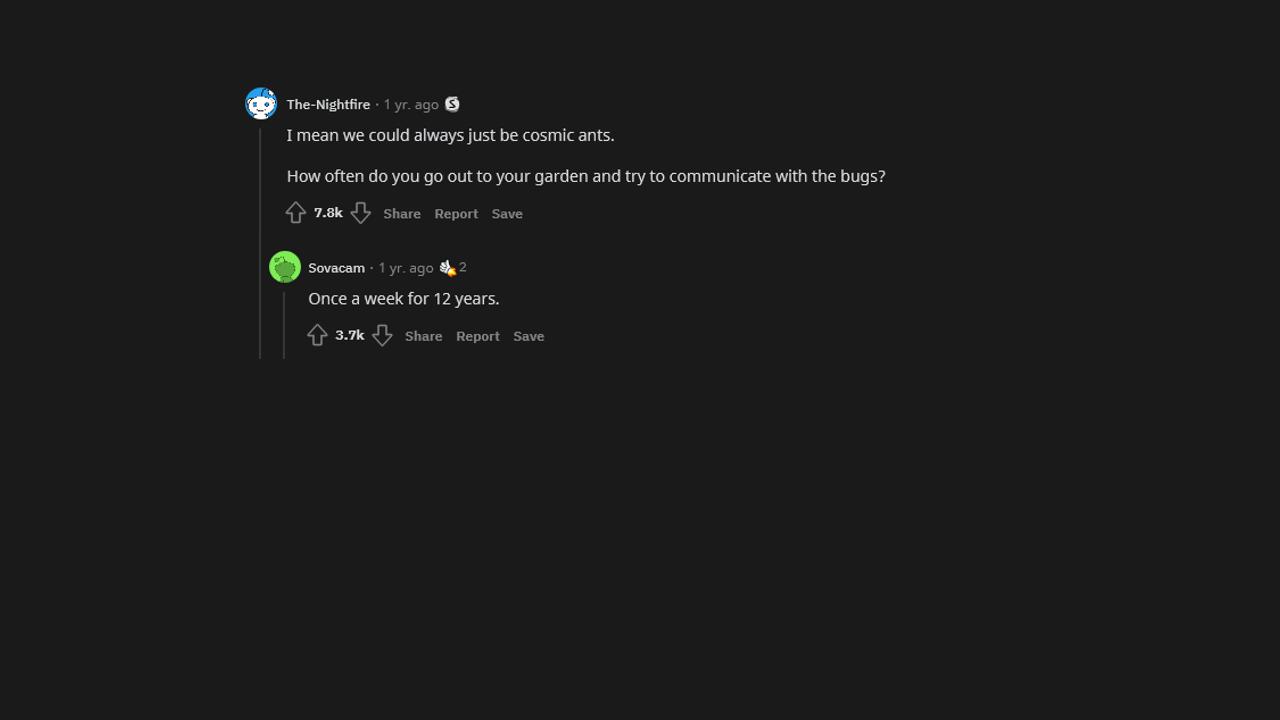 The-Nightfire · 1 yr. ago
I mean we could always just be cosmic ants.
How often do you go out to your garden and try to communicate with the bugs?
7.8k Share Report Save
Sovacam · 1 yr. ago 2
Once a week for 12 years.
3.7k Share Report Save